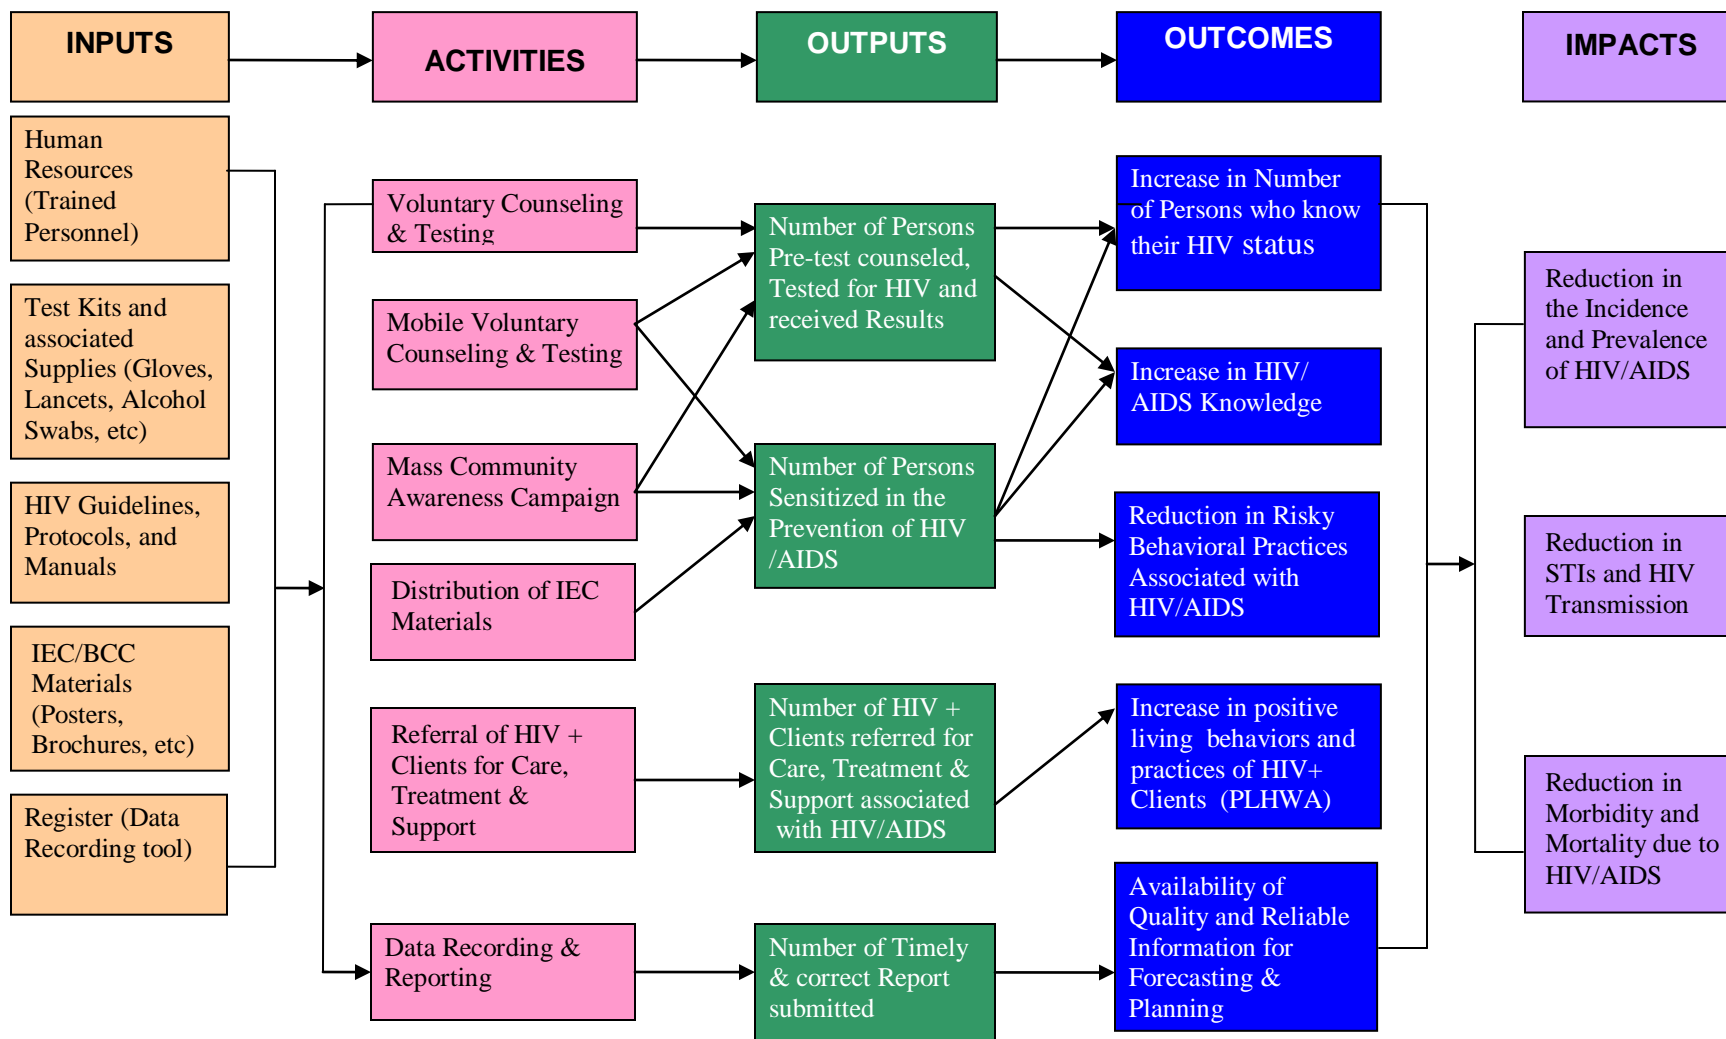 INPUTS
ACTIVITIES
OUTPUTS
OUTCOMES
IMPACTS
Human
Resources
(Trained
Personnel)
Test Kits and
associated
Supplies (Gloves,
Lancets, Alcohol
Swabs, etc)
HIV Guidelines,
Protocols, and
Manuals
IEC/BCC
Materials
(Posters,
Brochures, etc)
Register (Data
Recording tool)
Voluntary Counseling
& Testing
Mobile Voluntary
Counseling & Testing
Mass Community
Awareness Campaign
Distribution of IEC
Materials
Referral of HIV +
Clients for Care,
Treatment &
Support
Data Recording &
Reporting
Number of Persons
Pre-test counseled,
Tested for HIV and
received Results
Number of Persons
Sensitized in the
Prevention of HIV
/AIDS
Number of HIV +
Clients referred for
Care, Treatment &
Support associated
with HIV/AIDS
Number of Timely
& correct Report
submitted
Increase in Number
of Persons who know
their HIV status
Increase in HIV/
AIDS Knowledge
Reduction in Risky
Behavioral Practices
Associated with
HIV/AIDS
Increase in positive
living behaviors and
practices of HIV+
Clients (PLHWA)
Availability of
Quality and Reliable
Information for
Forecasting &
Planning
Reduction in
the Incidence
and Prevalence
of HIV/AIDS
Reduction in
STIs and HIV
Transmission
Reduction in
Morbidity and
Mortality due to
HIV/AIDS